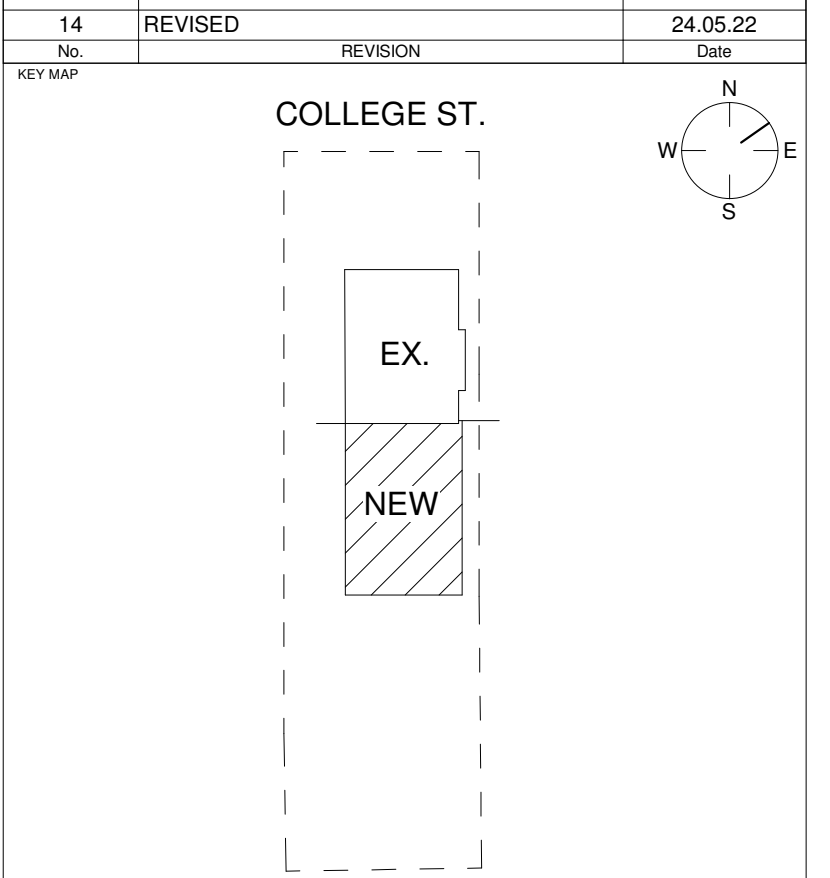 14 REVISED 24.05.22
No. REVISION Date
KEY MAP
N
COLLEGE ST.
W E
S
EX.
NEW